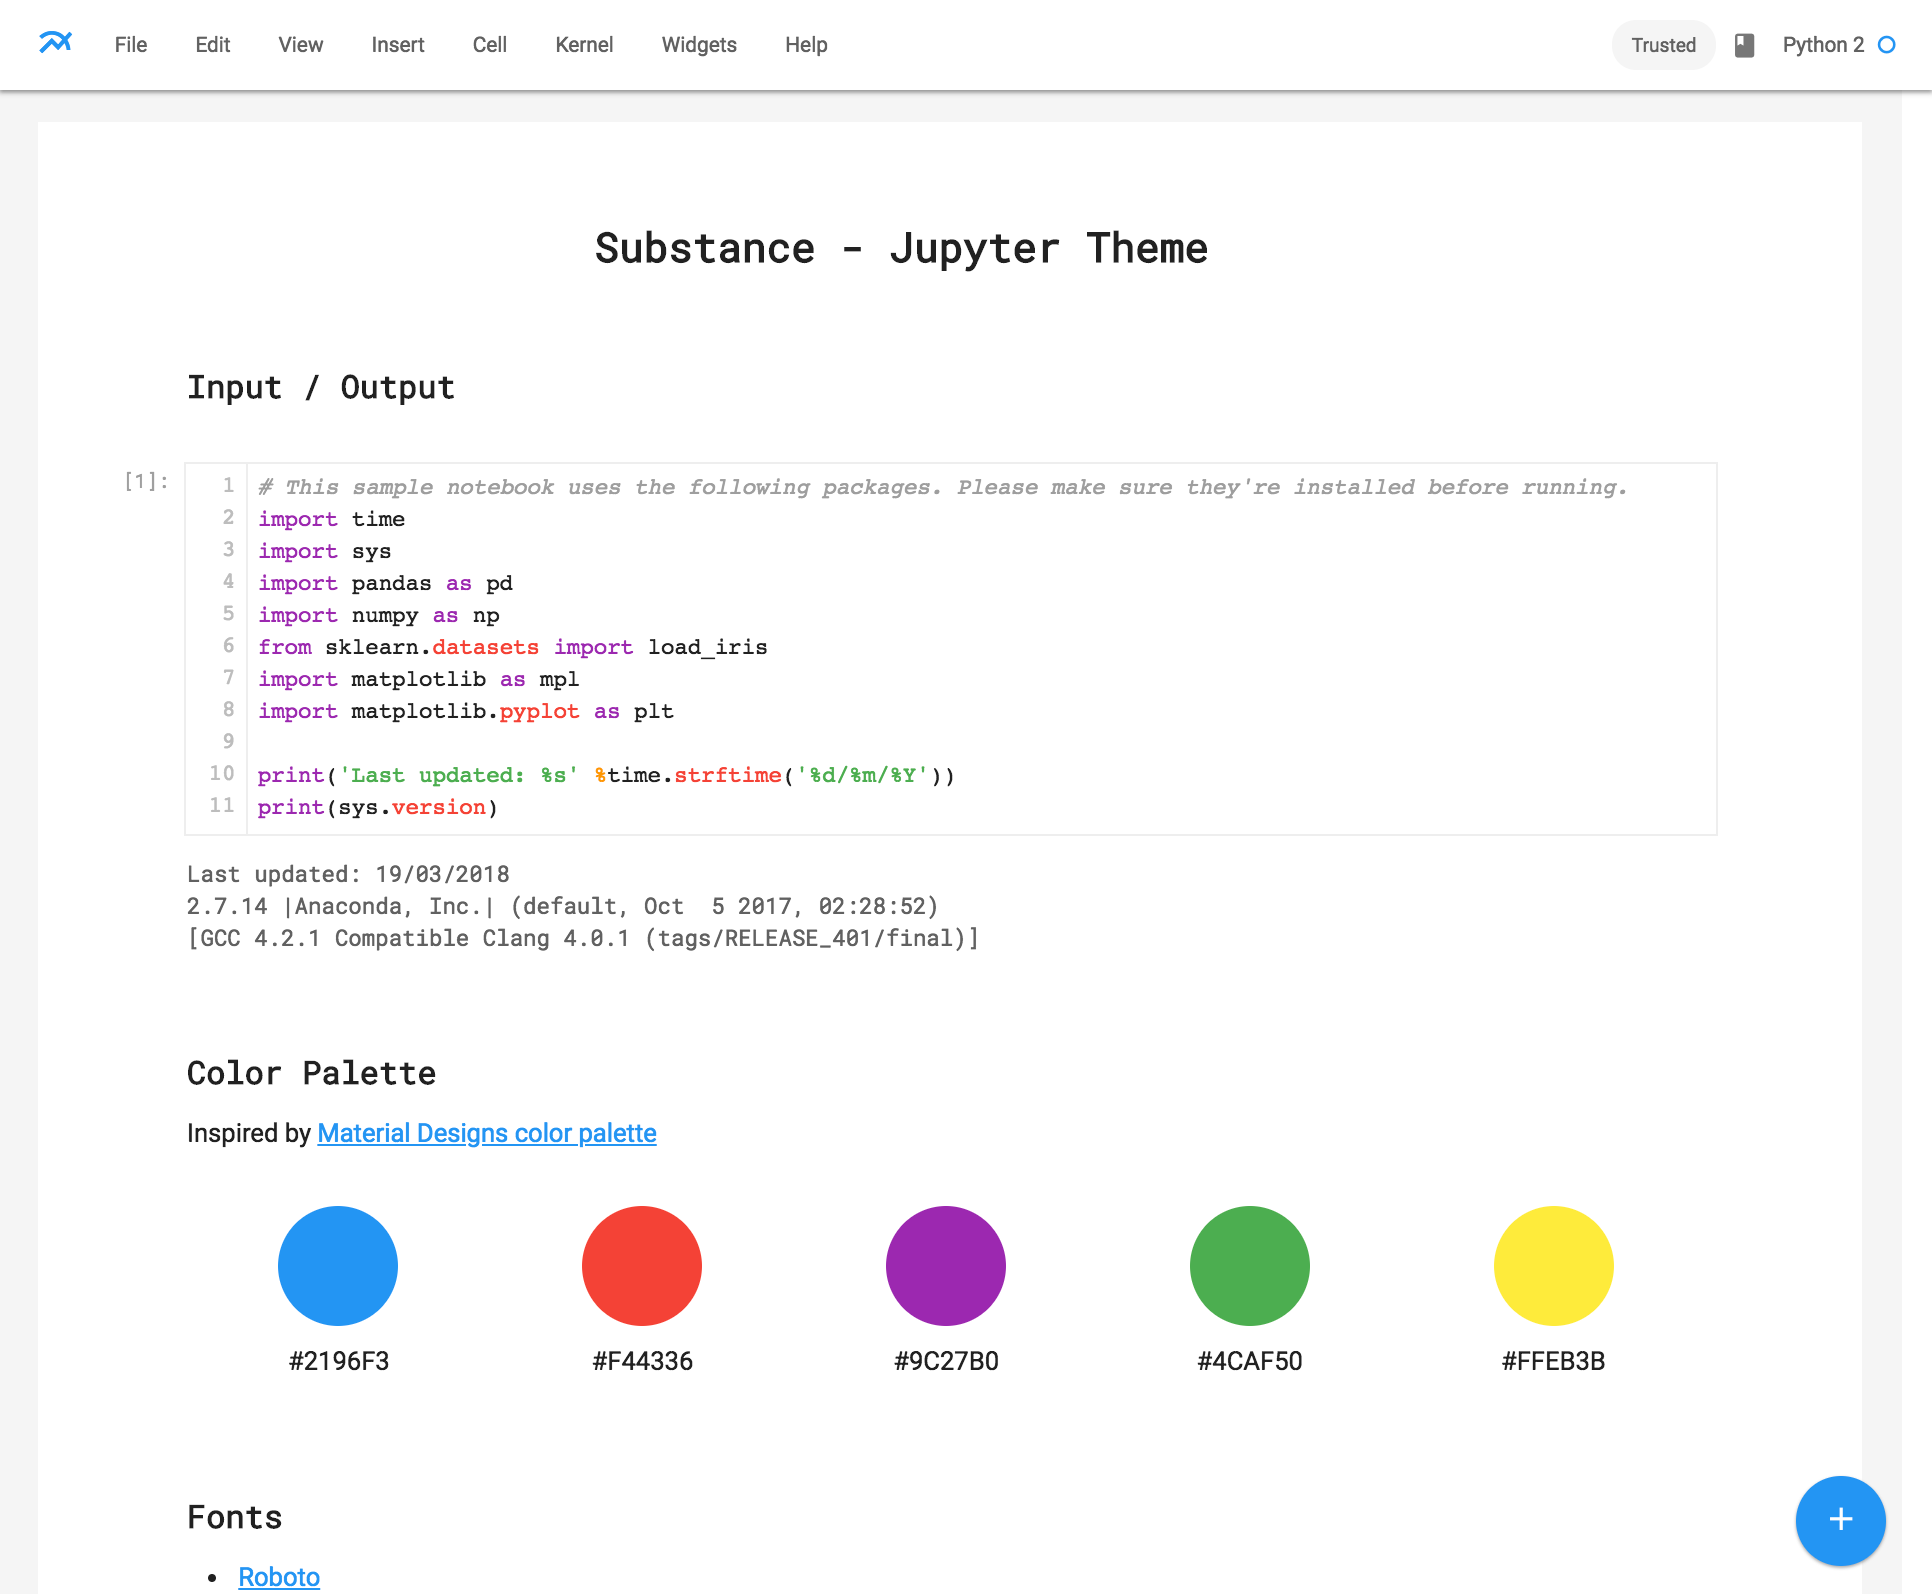 File Edit View Insert Cell Kernel Widgets Help Trusted Python 2
Substance - Jupyter Theme
Input / Output
[1]:
1 # This sample notebook uses the following packages. Please make sure they're installed before running.
2 import time
3 import sys
4 import pandas as pd
5 import numpy as np
6 from sklearn.datasets import load_iris
7 import matplotlib as mpl
8 import matplotlib.pyplot as plt
9
10 print('Last updated: %s' %time.strftime('%d/%m/%Y'))
11 print(sys.version)
Last updated: 19/03/2018
2.7.14 |Anaconda, Inc.| (default, Oct  5 2017, 02:28:52)
[GCC 4.2.1 Compatible Clang 4.0.1 (tags/RELEASE_401/final)]
Color Palette
Inspired by Material Designs color palette
#2196F3 #F44336 #9C27B0 #4CAF50 #FFEB3B
Fonts
• Roboto
+